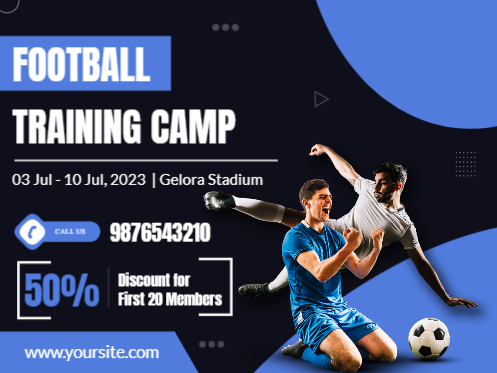 FOOTBALL
TRAINING CAMP
03 Jul - 10 Jul, 2023 | Gelora Stadium
CALL US 9876543210
50% Discount for
First 20 Members
www.yoursite.com